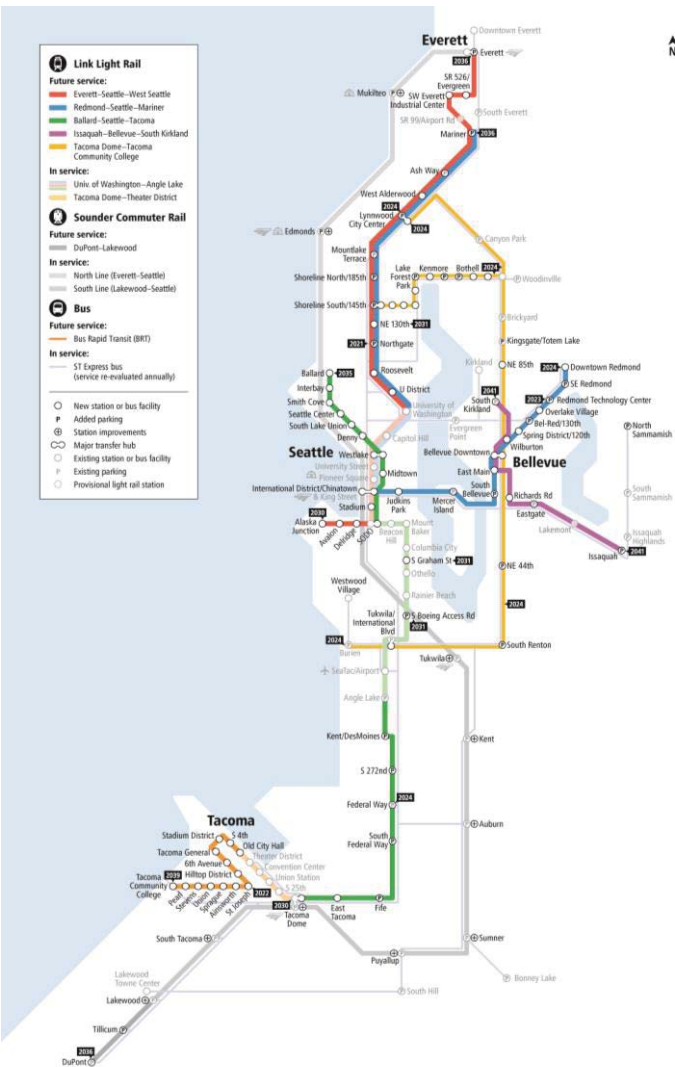 Link Light Rail
Future service:
Everett–Seattle–West Seattle
Redmond–Seattle–Mariner
Ballard–Seattle–Tacoma
Issaquah–Bellevue–South Kirkland
Tacoma Dome–Tacoma
Community College
In service:
Univ. of Washington–Angle Lake
Tacoma Dome–Theater District
Sounder Commuter Rail
Future service:
DuPont–Lakewood
In service:
North Line (Everett–Seattle)
South Line (Lakewood–Seattle)
Bus
Future service:
Bus Rapid Transit (BRT)
In service:
ST Express bus
(service re-evaluated annually)
New station or bus facility
P Added parking
Station improvements
Major transfer hub
Existing station or bus facility
P Existing parking
Provisional light rail station
N
Downtown Everett
Everett
Everett
2036
SR 526/
Evergreen
SW Everett
Industrial Center
Mukilteo
South Everett
SR 99/Airport Rd
Mariner
2036
Ash Way
West Alderwood
2024
Lynnwood
City Center
2024
Edmonds
Canyon Park
Mountlake
Terrace
Lake
Forest
Park
Kenmore
Bothell
2024
Woodinville
Shoreline North/185th
Shoreline South/145th
Brickyard
NE 130th
2031
2021
Northgate
Kingsgate/Totem Lake
Roosevelt
Kirkland
NE 85th
2024
Downtown Redmond
Ballard
2035
SE Redmond
U District
2041
South
Kirkland
2023
Redmond Technology Center
Interbay
Smith Cove
University of
Washington
Overlake Village
Seattle Center
Bel-Red/130th
South Lake Union
Evergreen
Point
Spring District/120th
North
Sammamish
Denny
Capitol Hill
Wilburton
Seattle
Westlake
Bellevue Downtown
Bellevue
University Street
Midtown
East Main
Pioneer Square
International District/Chinatown
& King Street
South
Bellevue
Richards Rd
South
Sammamish
Stadium
Judkins
Park
Mercer
Island
Eastgate
2030
Alaska
Junction
Avalon
Delridge
SODO
Beacon
Hill
Mount
Baker
Lakemont
Issaquah
Highlands
Columbia City
Issaquah
2041
S Graham St
2031
Othello
NE 44th
Westwood
Village
Rainier Beach
2024
Tukwila/
International
Blvd
S Boeing Access Rd
2031
2024
Burien
South Renton
Tukwila
Seatac/Airport
Angle Lake
Kent/DesMoines
Kent
S 272nd
Federal Way
2024
South
Federal Way
Auburn
Tacoma
Stadium District
S 4th
Old City Hall
Tacoma General
Theater District
6th Avenue
Convention Center
Hilltop District
Union Station
2039
Tacoma
Community
College
Pearl
Stevens
Union
Sprague
Ainsworth
St Joseph
2022
S 25th
2030
Tacoma
Dome
East
Tacoma
Fife
South Tacoma
Sumner
Puyallup
Lakewood
Towne Center
Bonney Lake
South Hill
Lakewood
Tillicum
2036
DuPont